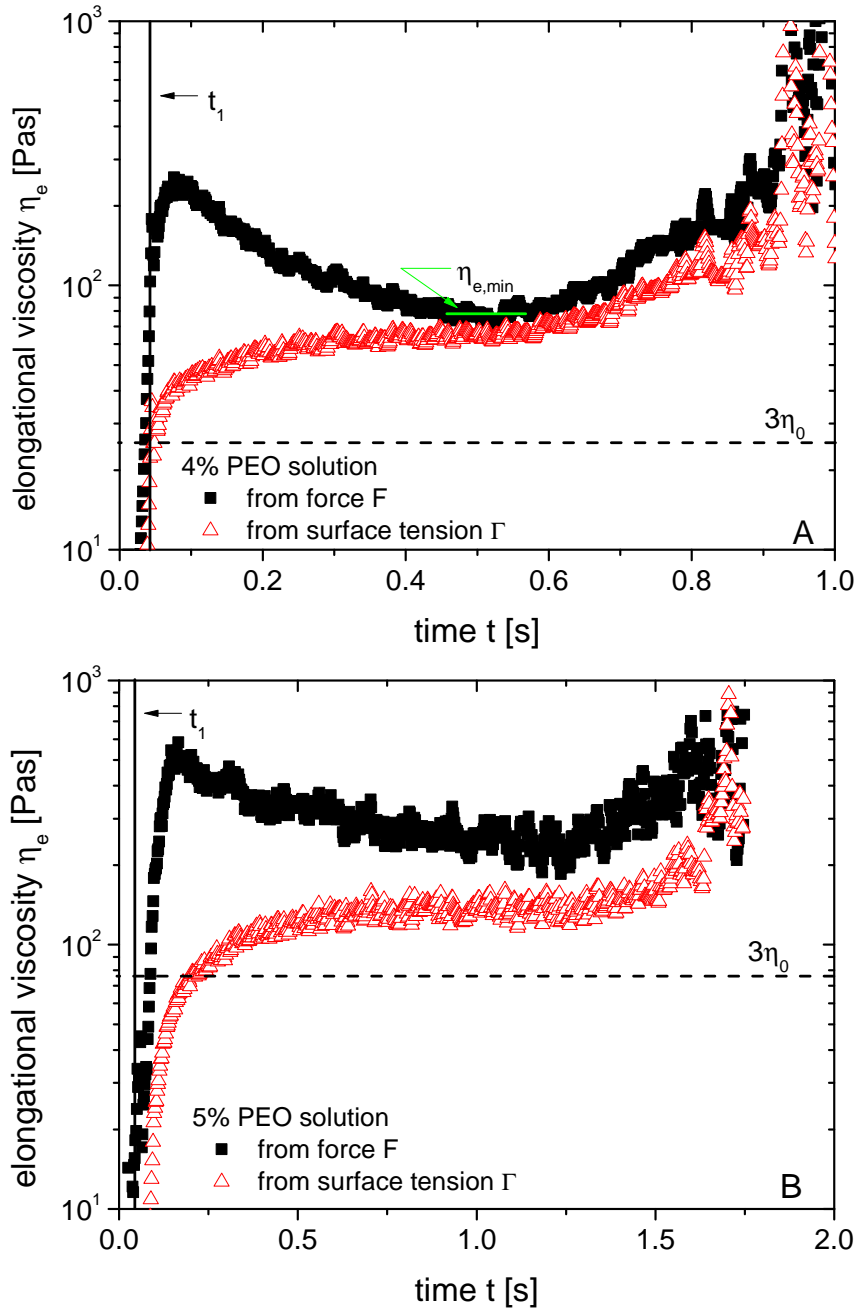 10³
t₁
elongational viscosity ηₑ [Pas]
10²
ηₑ,ₘᵢₙ
3η₀
4% PEO solution
from force F
from surface tension Γ
A
10¹
0.0 0.2 0.4 0.6 0.8 1.0
time t [s]
10³
t₁
elongational viscosity ηₑ [Pas]
10²
3η₀
5% PEO solution
from force F
from surface tension Γ
B
10¹
0.0 0.5 1.0 1.5 2.0
time t [s]